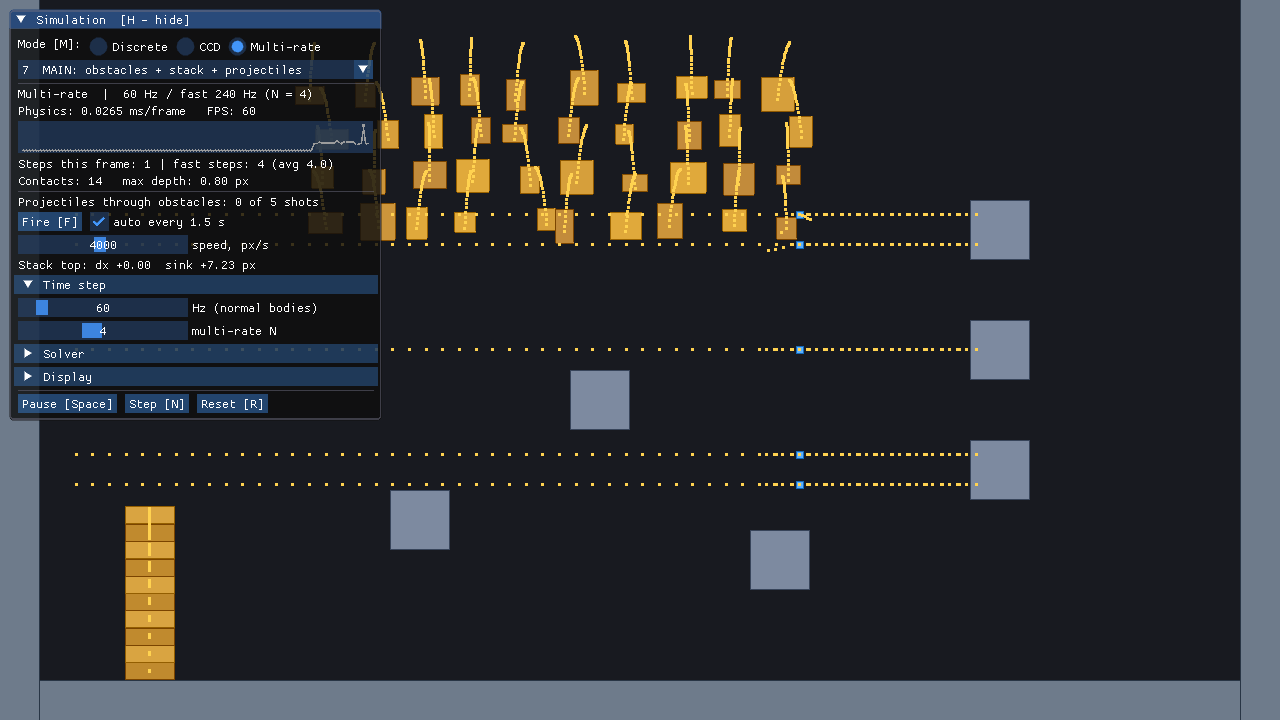 Simulation  [H - hide]
Mode [M]: Discrete CCD Multi-rate
7  MAIN: obstacles + stack + projectiles
Multi-rate  |  60 Hz / fast 240 Hz (N = 4)
Physics: 0.0265 ms/frame   FPS: 60
Steps this frame: 1 | fast steps: 4 (avg 4.0)
Contacts: 14   max depth: 0.80 px
Projectiles through obstacles: 0 of 5 shots
Fire [F] auto every 1.5 s
4000 speed, px/s
Stack top: dx +0.00  sink +7.23 px
Time step
60 Hz (normal bodies)
4 multi-rate N
Solver
Display
Pause [Space] Step [N] Reset [R]